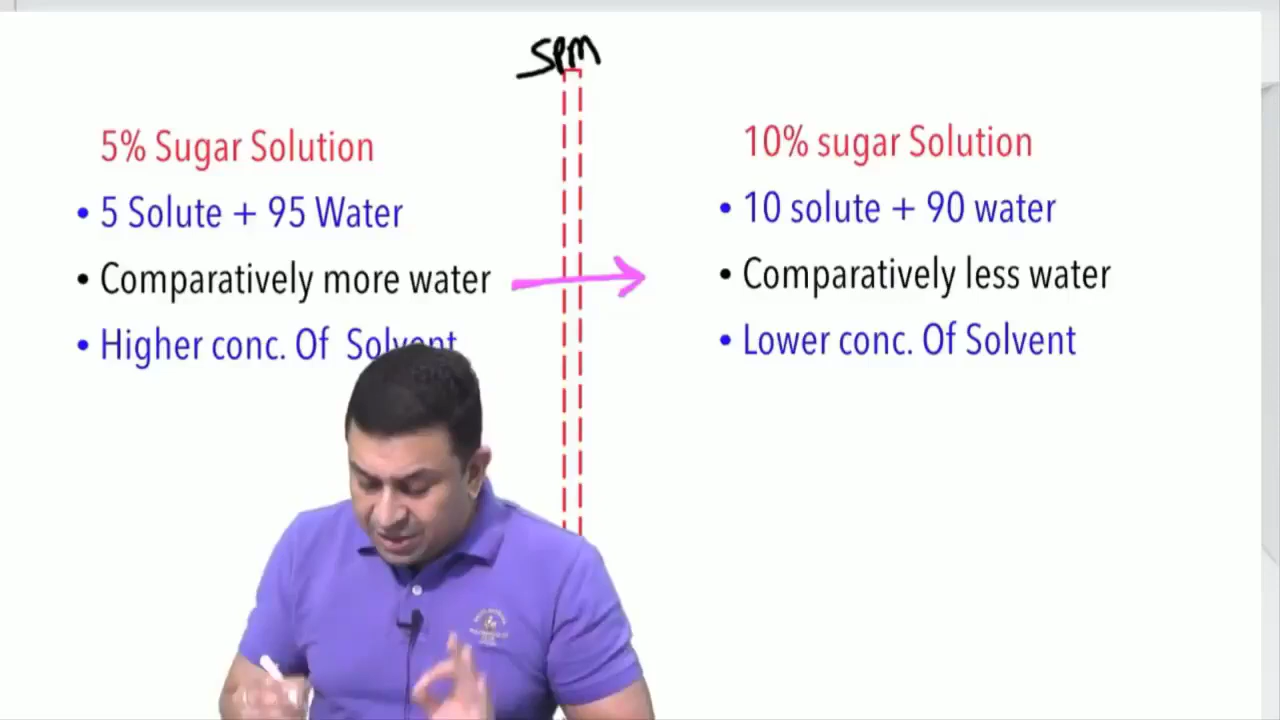 SPM
5% Sugar Solution
• 5 Solute + 95 Water
• Comparatively more water
• Higher conc. Of Solvent
10% sugar Solution
• 10 solute + 90 water
• Comparatively less water
• Lower conc. Of Solvent